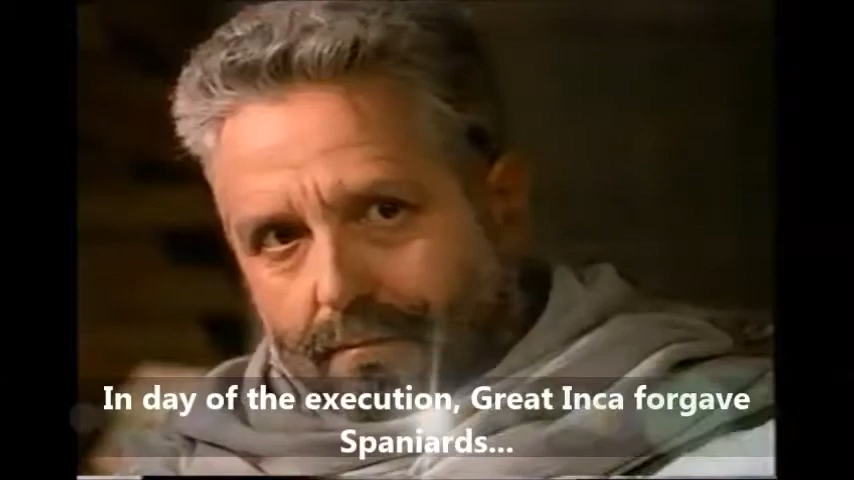 In day of the execution, Great Inca forgave
Spaniards...